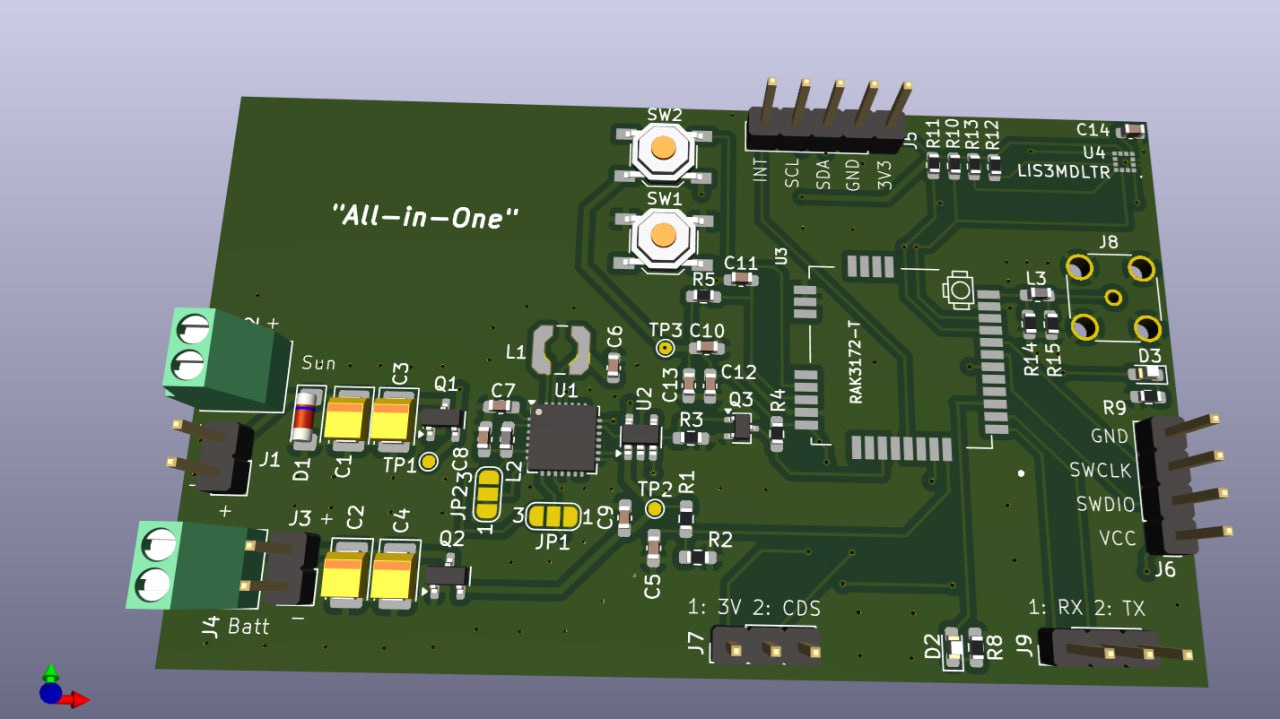 SW2
"All-in-One"
SW1
INT
SCL
SDA
GND
3V3
J5
R11
R10
R13
R12
C14
U4
LIS3MDLTR
J8
L3
R14
R15
D3
R9
U3
RAK3172-T
C11
R5
TP3
C10
C13
C12
Q3
R4
R3
L1
C6
U1
U2
C7
C8
L2
Sun
+
D1
C1
C3
Q1
TP1
J1
-
+
J3 +
C2
C4
Q2
JP2
3
1
3
1
JP1
C9
TP2
R1
R2
C5
J4
Batt
-
GND
SWCLK
SWDIO
VCC
J6
1: 3V 2: CDS
J7
D2
R8
1: RX 2: TX
J9